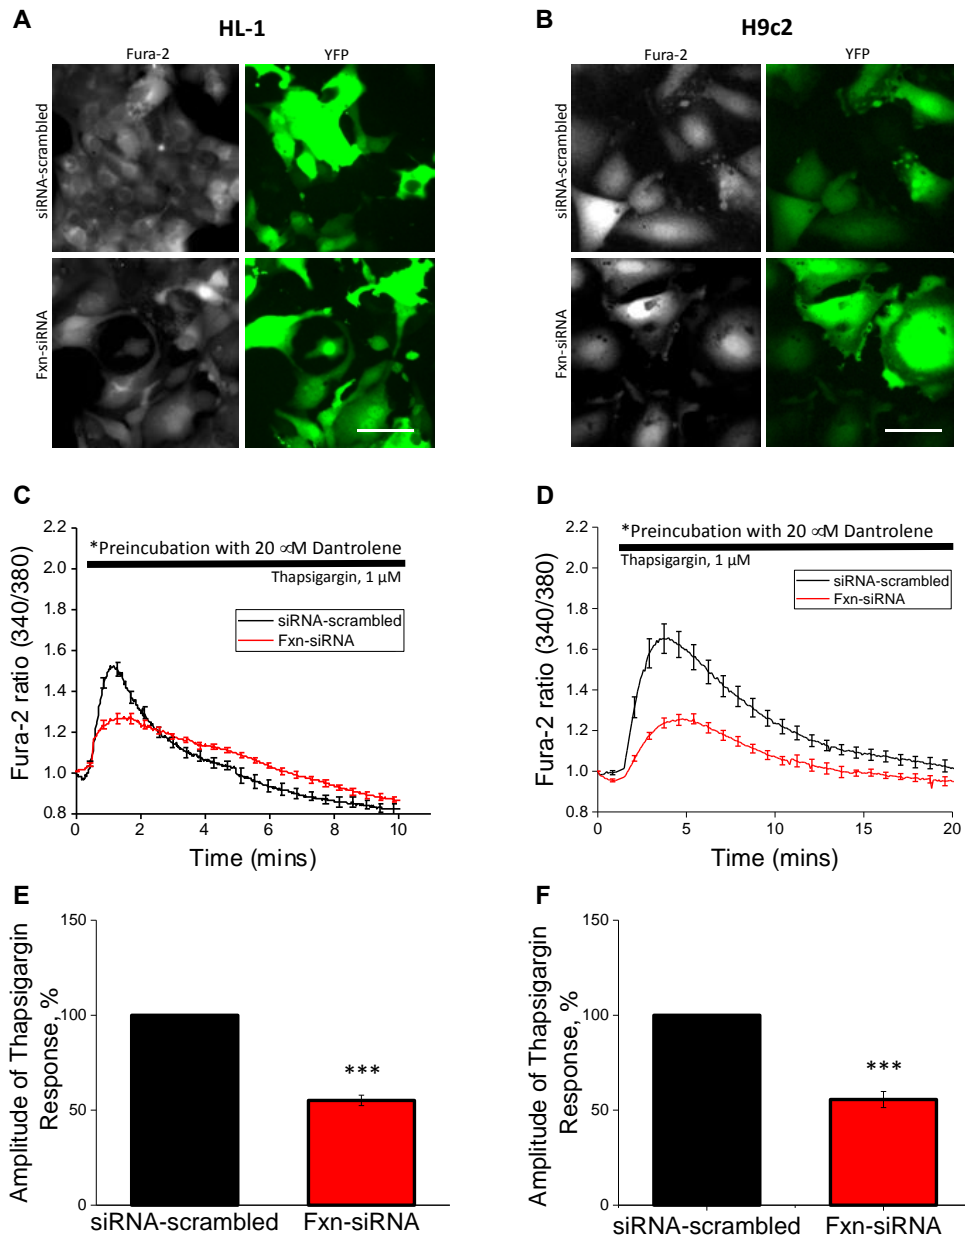 A
HL-1
Fura-2
YFP
siRNA-scrambled
Fxn-siRNA
B
H9c2
Fura-2
YFP
siRNA-scrambled
Fxn-siRNA
C
2.2
2.0
1.8
1.6
1.4
1.2
1.0
0.8
Fura-2 ratio (340/380)
*Preincubation with 20 ∝M Dantrolene
Thapsigargin, 1 µM
siRNA-scrambled
Fxn-siRNA
0 2 4 6 8 10
Time (mins)
D
2.2
2.0
1.8
1.6
1.4
1.2
1.0
0.8
Fura-2 ratio (340/380)
*Preincubation with 20 ∝M Dantrolene
Thapsigargin, 1 µM
siRNA-scrambled
Fxn-siRNA
0 5 10 15 20
Time (mins)
E
150
100
50
0
Amplitude of Thapsigargin
Response, %
***
siRNA-scrambled Fxn-siRNA
F
150
100
50
0
Amplitude of Thapsigargin
Response, %
***
siRNA-scrambled Fxn-siRNA